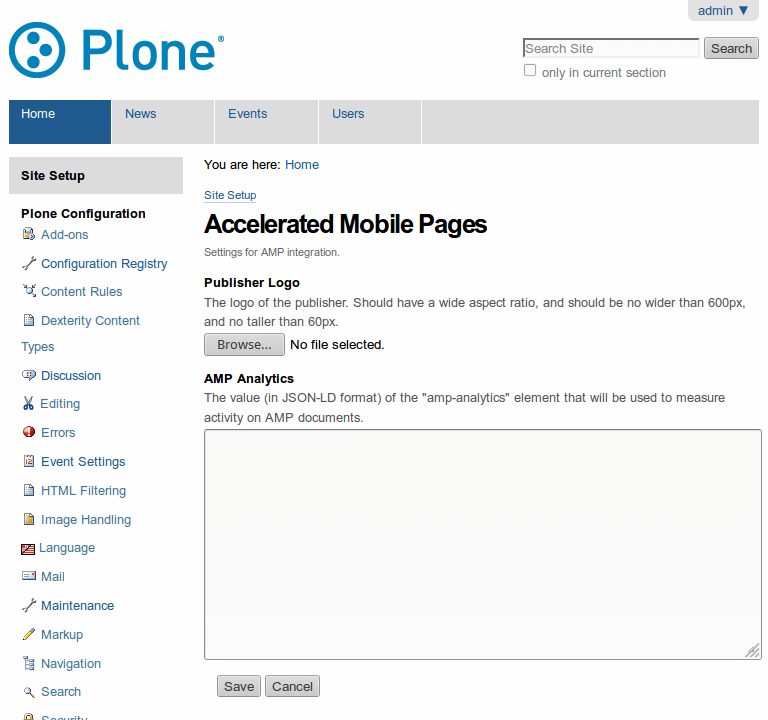 admin ▼
Plone®
Search Site
Search
only in current section
Home
News
Events
Users
Site Setup
Plone Configuration
Add-ons
Configuration Registry
Content Rules
Dexterity Content
Types
Discussion
Editing
Errors
Event Settings
HTML Filtering
Image Handling
Language
Mail
Maintenance
Markup
Navigation
Search
Security
You are here: Home
Site Setup
Accelerated Mobile Pages
Settings for AMP integration.
Publisher Logo
The logo of the publisher. Should have a wide aspect ratio, and should be no wider than 600px,
and no taller than 60px.
Browse... No file selected.
AMP Analytics
The value (in JSON-LD format) of the "amp-analytics" element that will be used to measure
activity on AMP documents.
Save Cancel